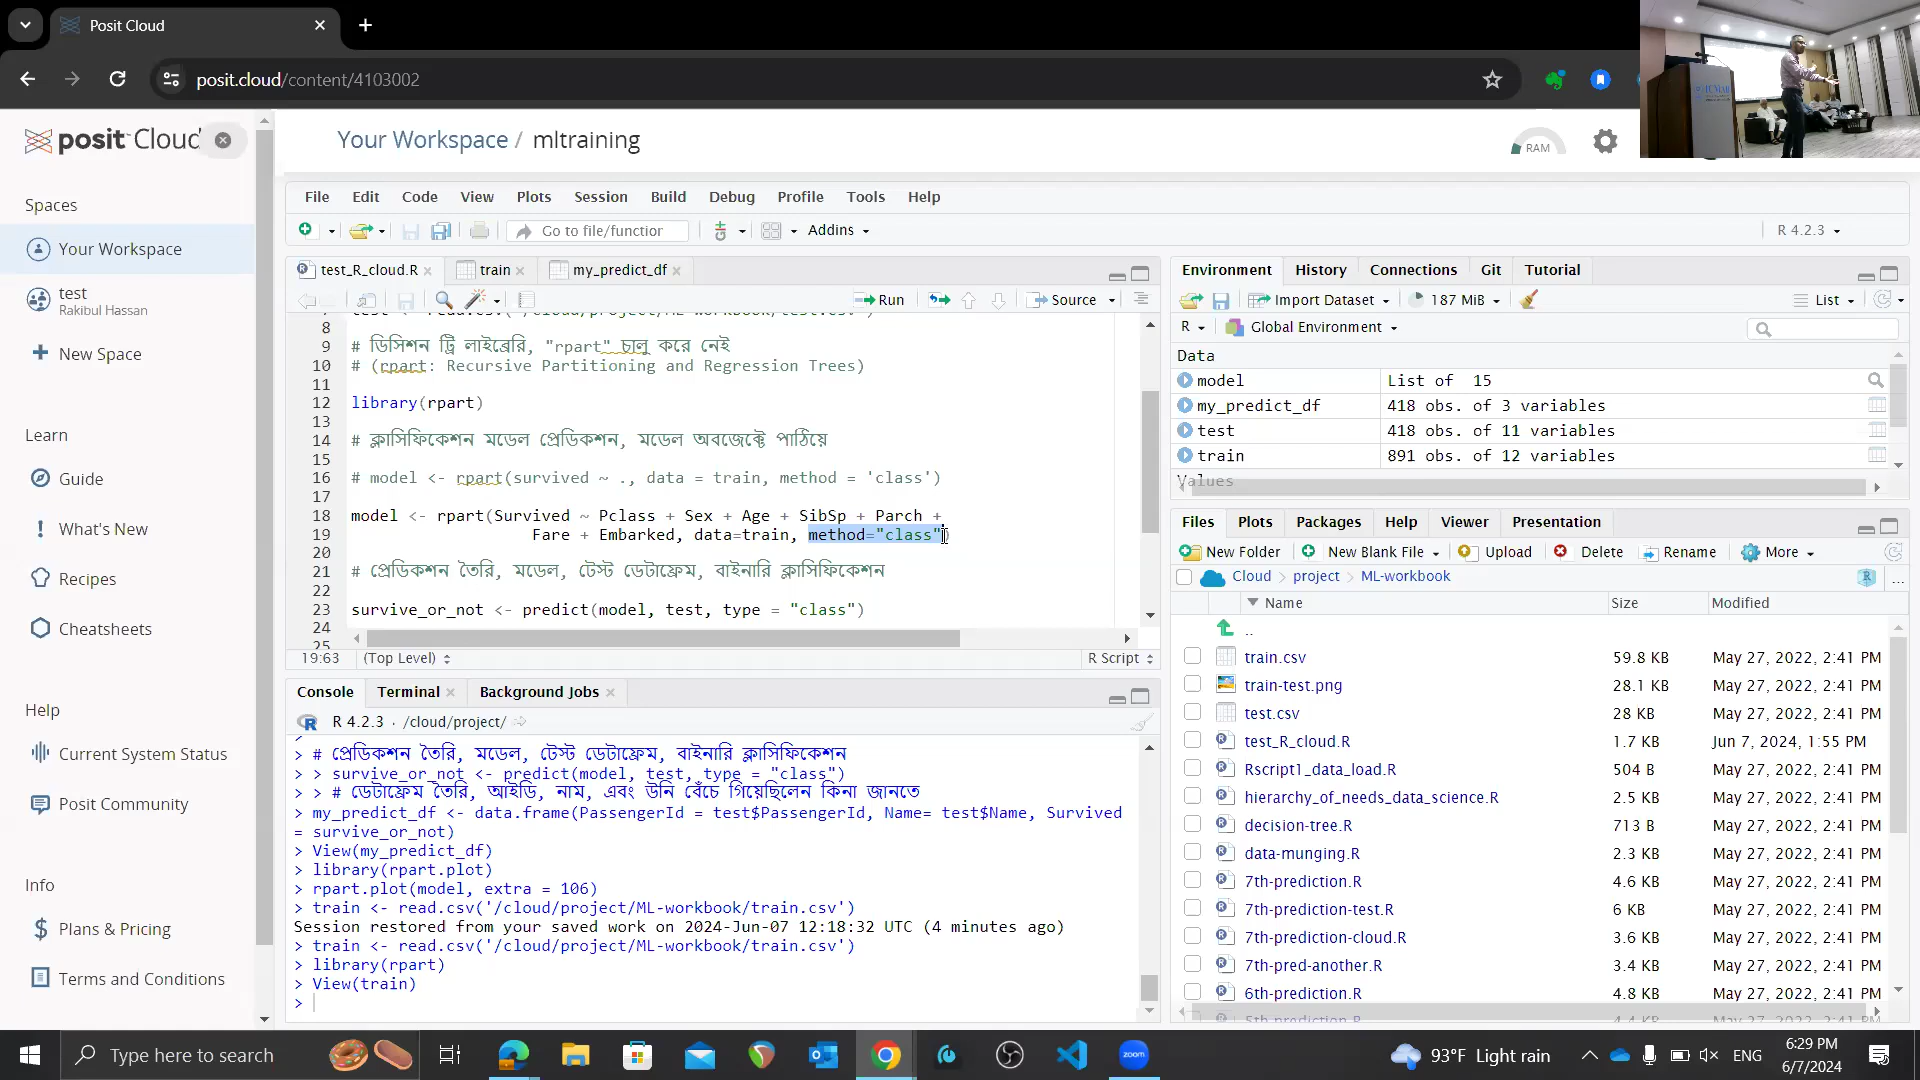 Posit Cloud
posit.cloud/content/4103002
posit Cloud
Your Workspace / mltraining
RAM
Spaces
Your Workspace
test
Rakibul Hassan
New Space
Learn
Guide
What's New
Recipes
Cheatsheets
Help
Current System Status
Posit Community
Info
Plans & Pricing
Terms and Conditions
File Edit Code View Plots Session Build Debug Profile Tools Help
Go to file/function Addins R 4.2.3
test_R_cloud.R train my_predict_df
Run Source
8
9 # ডিসিশন ট্রি লাইব্রেরি, "rpart" চালু করে নেই
10 # (rpart: Recursive Partitioning and Regression Trees)
11
12 library(rpart)
13
14 # ক্লাসিফিকেশন মডেল প্রেডিকশন, মডেল অবজেক্টে পাঠিয়ে
15
16 # model <- rpart(survived ~ ., data = train, method = 'class')
17
18 model <- rpart(Survived ~ Pclass + Sex + Age + SibSp + Parch +
19 Fare + Embarked, data=train, method="class")
20
21 # প্রেডিকশন তৈরি, মডেল, টেস্ট ডেটাফ্রেম, বাইনারি ক্লাসিফিকেশন
22
23 survive_or_not <- predict(model, test, type = "class")
24
25
19:63 (Top Level) R Script
Console Terminal Background Jobs
R 4.2.3 · /cloud/project/
> # প্রেডিকশন তৈরি, মডেল, টেস্ট ডেটাফ্রেম, বাইনারি ক্লাসিফিকেশন
> > survive_or_not <- predict(model, test, type = "class")
> > # ডেটাফ্রেম তৈরি, আইডি, নাম, এবং উনি বেঁচে গিয়েছিলেন কিনা জানতে
> my_predict_df <- data.frame(PassengerId = test$PassengerId, Name= test$Name, Survived
= survive_or_not)
> View(my_predict_df)
> library(rpart.plot)
> rpart.plot(model, extra = 106)
> train <- read.csv('/cloud/project/ML-workbook/train.csv')
Session restored from your saved work on 2024-Jun-07 12:18:32 UTC (4 minutes ago)
> train <- read.csv('/cloud/project/ML-workbook/train.csv')
> library(rpart)
> View(train)
>
Environment History Connections Git Tutorial
Import Dataset 187 MiB List
R Global Environment
Data
model List of 15
my_predict_df 418 obs. of 3 variables
test 418 obs. of 11 variables
train 891 obs. of 12 variables
Values
Files Plots Packages Help Viewer Presentation
New Folder New Blank File Upload Delete Rename More
Cloud > project > ML-workbook ...
Name Size Modified
..
train.csv 59.8 KB May 27, 2022, 2:41 PM
train-test.png 28.1 KB May 27, 2022, 2:41 PM
test.csv 28 KB May 27, 2022, 2:41 PM
test_R_cloud.R 1.7 KB Jun 7, 2024, 1:55 PM
Rscript1_data_load.R 504 B May 27, 2022, 2:41 PM
hierarchy_of_needs_data_science.R 2.5 KB May 27, 2022, 2:41 PM
decision-tree.R 713 B May 27, 2022, 2:41 PM
data-munging.R 2.3 KB May 27, 2022, 2:41 PM
7th-prediction.R 4.6 KB May 27, 2022, 2:41 PM
7th-prediction-test.R 6 KB May 27, 2022, 2:41 PM
7th-prediction-cloud.R 3.6 KB May 27, 2022, 2:41 PM
7th-pred-another.R 3.4 KB May 27, 2022, 2:41 PM
6th-prediction.R 4.8 KB May 27, 2022, 2:41 PM
Type here to search
zoom
93°F Light rain
ENG
6:29 PM
6/7/2024